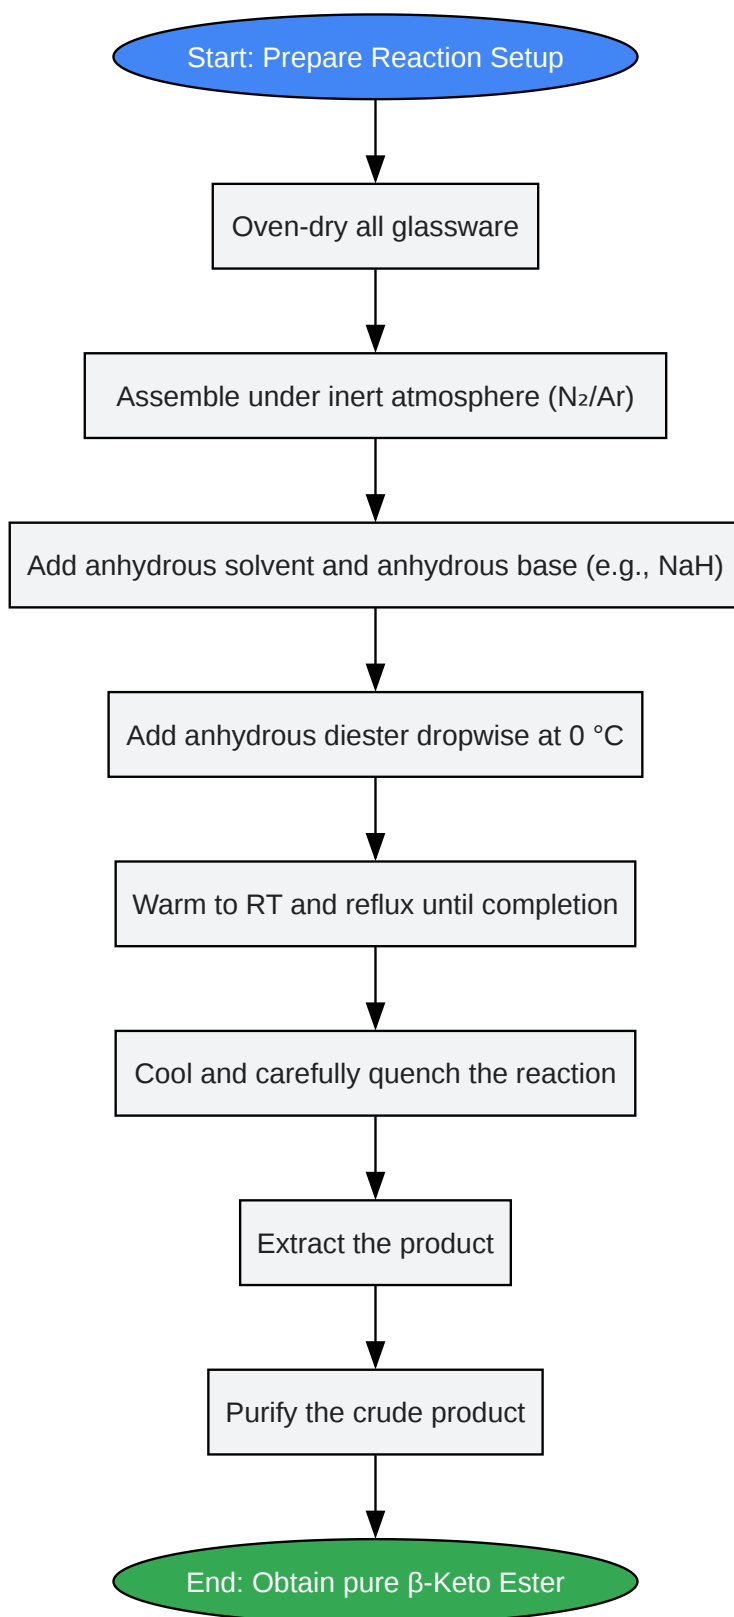 Start: Prepare Reaction Setup
Oven-dry all glassware
Assemble under inert atmosphere (N₂/Ar)
Add anhydrous solvent and anhydrous base (e.g., NaH)
Add anhydrous diester dropwise at 0 °C
Warm to RT and reflux until completion
Cool and carefully quench the reaction
Extract the product
Purify the crude product
End: Obtain pure β-Keto Ester